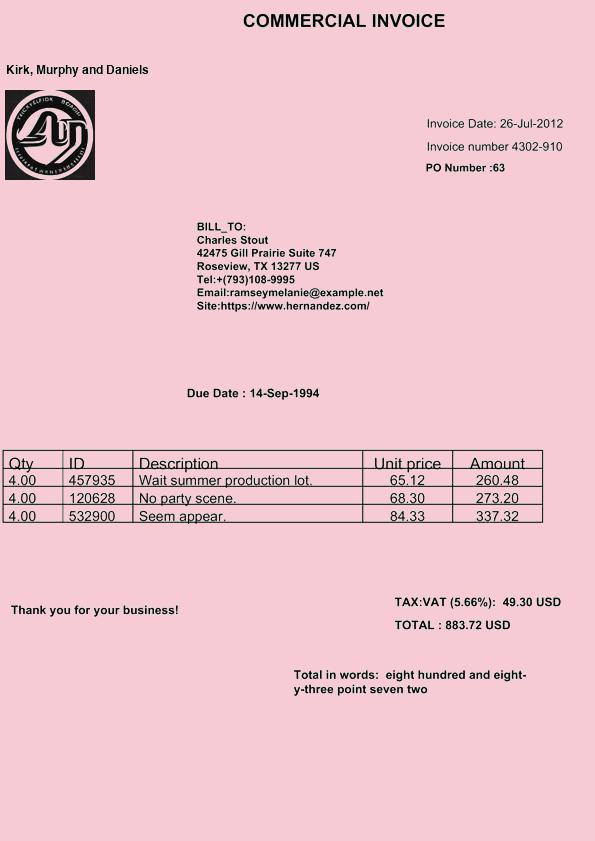 COMMERCIAL INVOICE
Kirk, Murphy and Daniels
Invoice Date: 26-Jul-2012
Invoice number 4302-910
PO Number :63
BILL_TO:
Charles Stout
42475 Gill Prairie Suite 747
Roseview, TX 13277 US
Tel:+(793)108-9995
Email:ramseymelanie@example.net
Site:https://www.hernandez.com/
Due Date : 14-Sep-1994
Qty ID Description Unit price Amount
4.00 457935 Wait summer production lot. 65.12 260.48
4.00 120628 No party scene. 68.30 273.20
4.00 532900 Seem appear. 84.33 337.32
TAX:VAT (5.66%): 49.30 USD
Thank you for your business!
TOTAL : 883.72 USD
Total in words: eight hundred and eight-
y-three point seven two